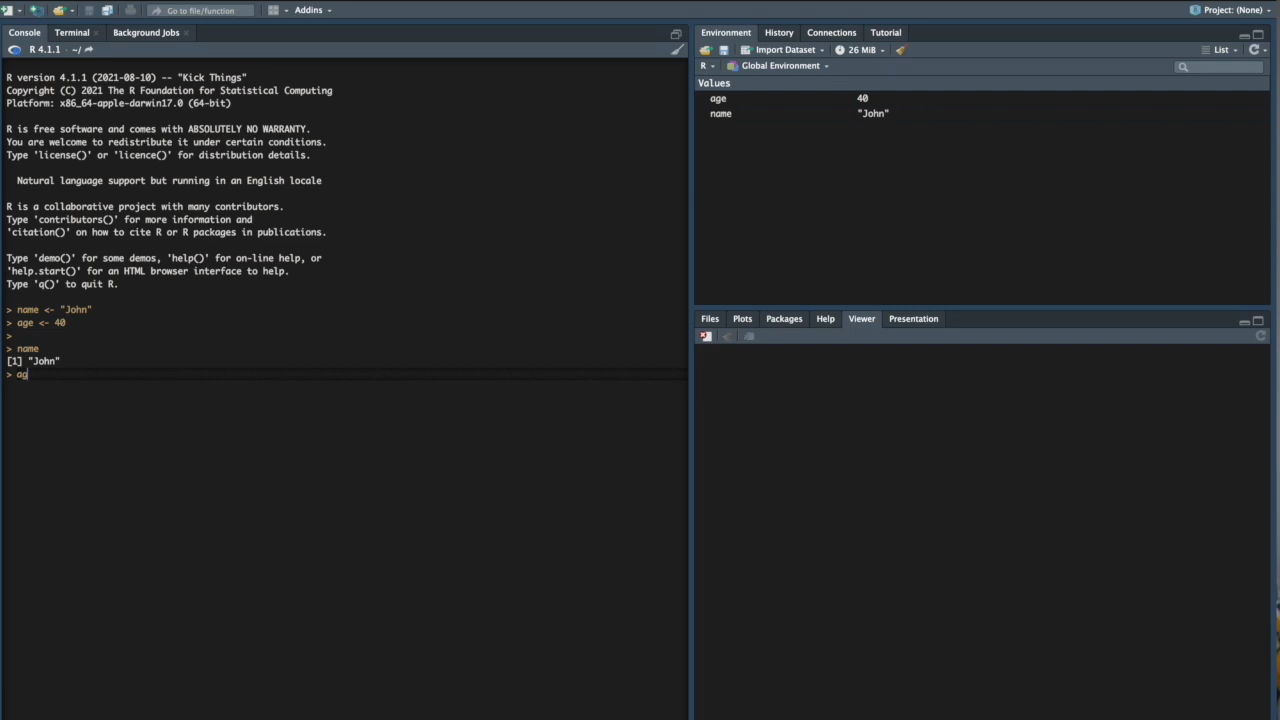 Go to file/function
Addins
Project: (None)
Console
Terminal
Background Jobs
R 4.1.1 · ~/
R version 4.1.1 (2021-08-10) -- "Kick Things"
Copyright (C) 2021 The R Foundation for Statistical Computing
Platform: x86_64-apple-darwin17.0 (64-bit)
R is free software and comes with ABSOLUTELY NO WARRANTY.
You are welcome to redistribute it under certain conditions.
Type 'license()' or 'licence()' for distribution details.
Natural language support but running in an English locale
R is a collaborative project with many contributors.
Type 'contributors()' for more information and
'citation()' on how to cite R or R packages in publications.
Type 'demo()' for some demos, 'help()' for on-line help, or
'help.start()' for an HTML browser interface to help.
Type 'q()' to quit R.
> name <- "John"
> age <- 40
>
> name
[1] "John"
> ag
Environment
History
Connections
Tutorial
Import Dataset
26 MiB
List
R
Global Environment
Values
age 40
name "John"
Files
Plots
Packages
Help
Viewer
Presentation